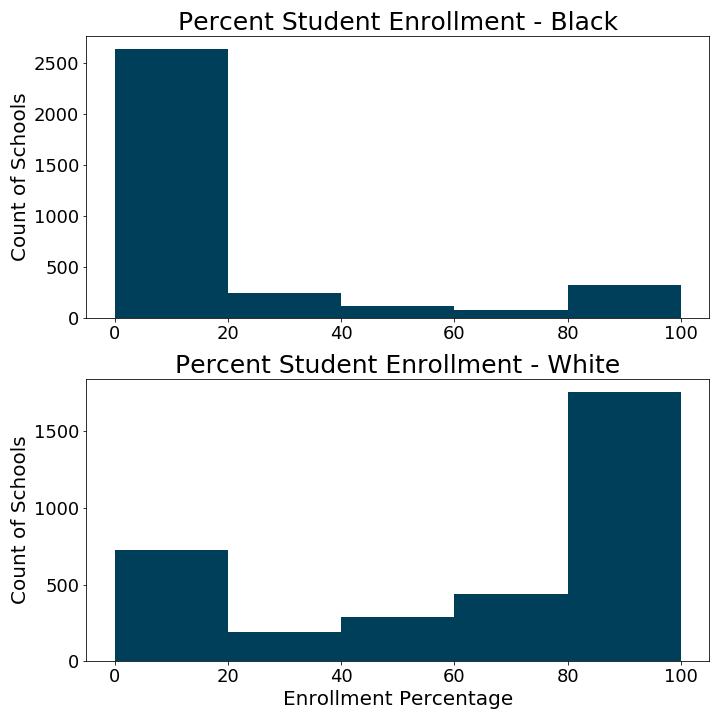 Percent Student Enrollment - Black
Count of Schools
2500
2000
1500
1000
500
0
0 20 40 60 80 100
Percent Student Enrollment - White
Count of Schools
1500
1000
500
0
0 20 40 60 80 100
Enrollment Percentage